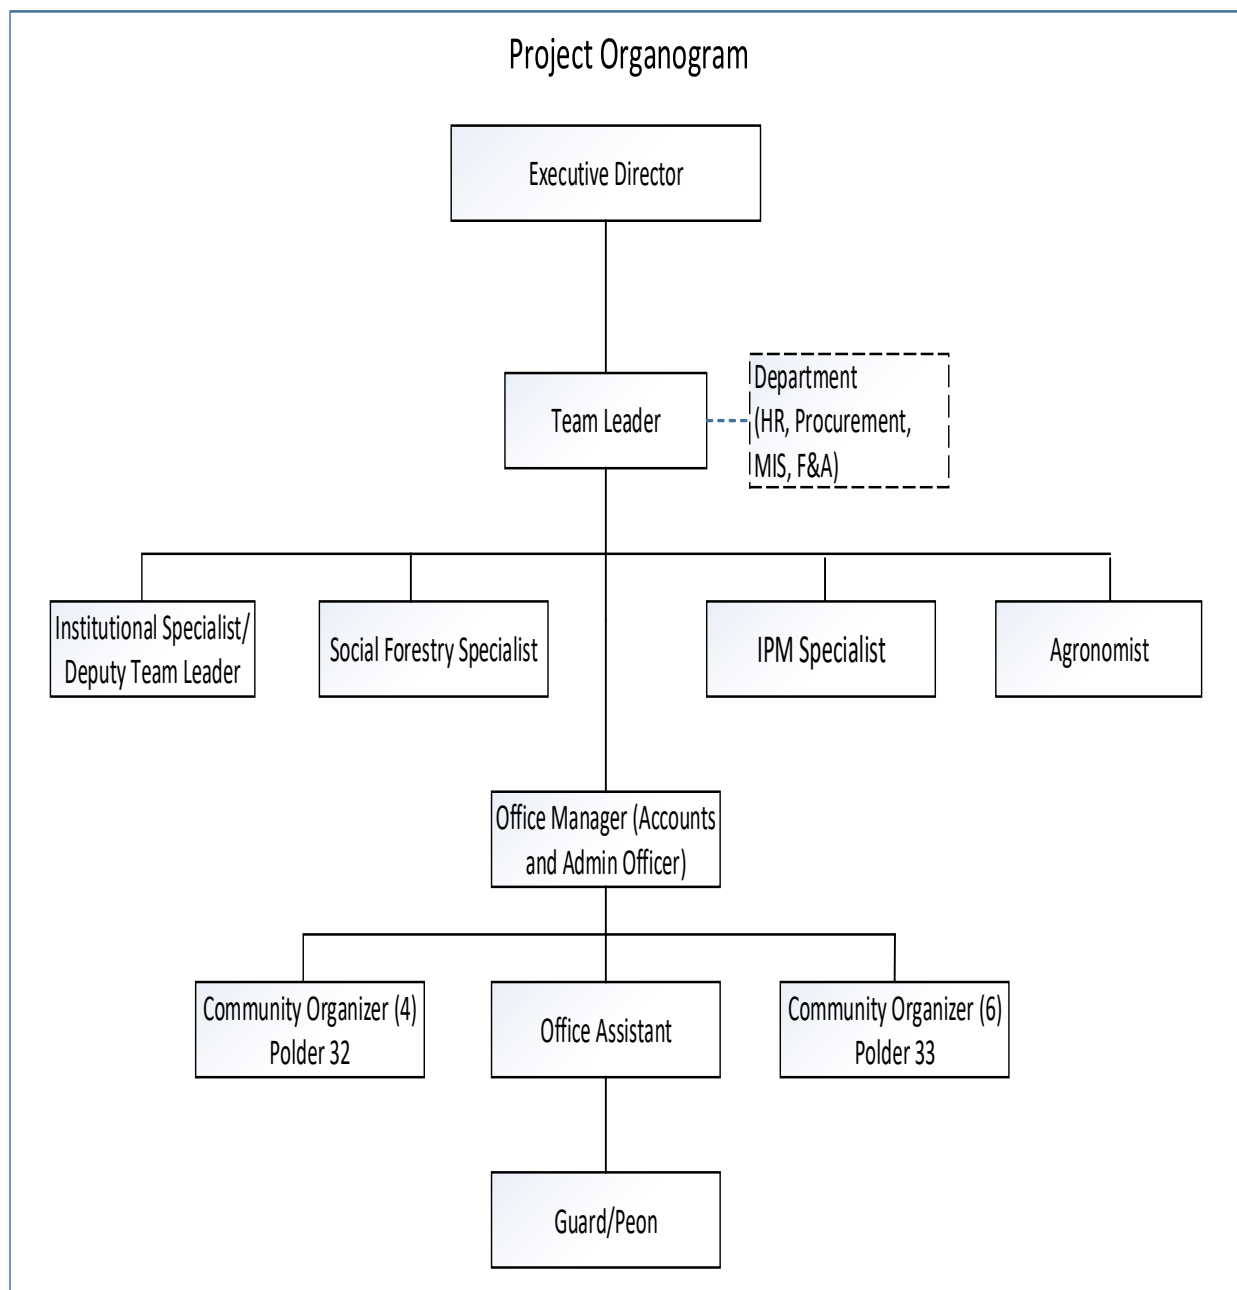 Project Organogram
Executive Director
Team Leader
Department
(HR, Procurement,
MIS, F&A)
Institutional Specialist/
Deputy Team Leader
Social Forestry Specialist
IPM Specialist
Agronomist
Office Manager (Accounts
and Admin Officer)
Community Organizer (4)
Polder 32
Office Assistant
Community Organizer (6)
Polder 33
Guard/Peon